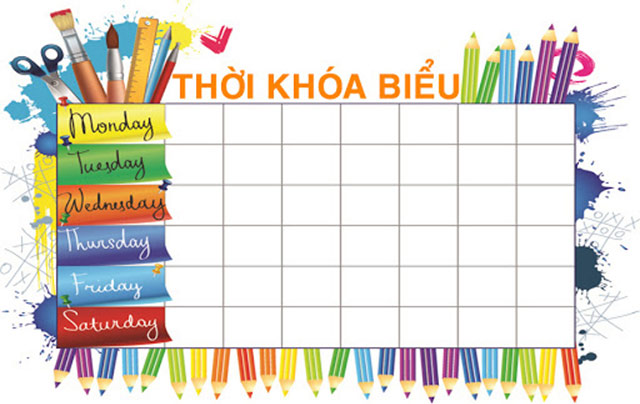 THỜI KHÓA BIỂU
Monday
Tuesday
Wednesday
Thursday
Friday
Saturday